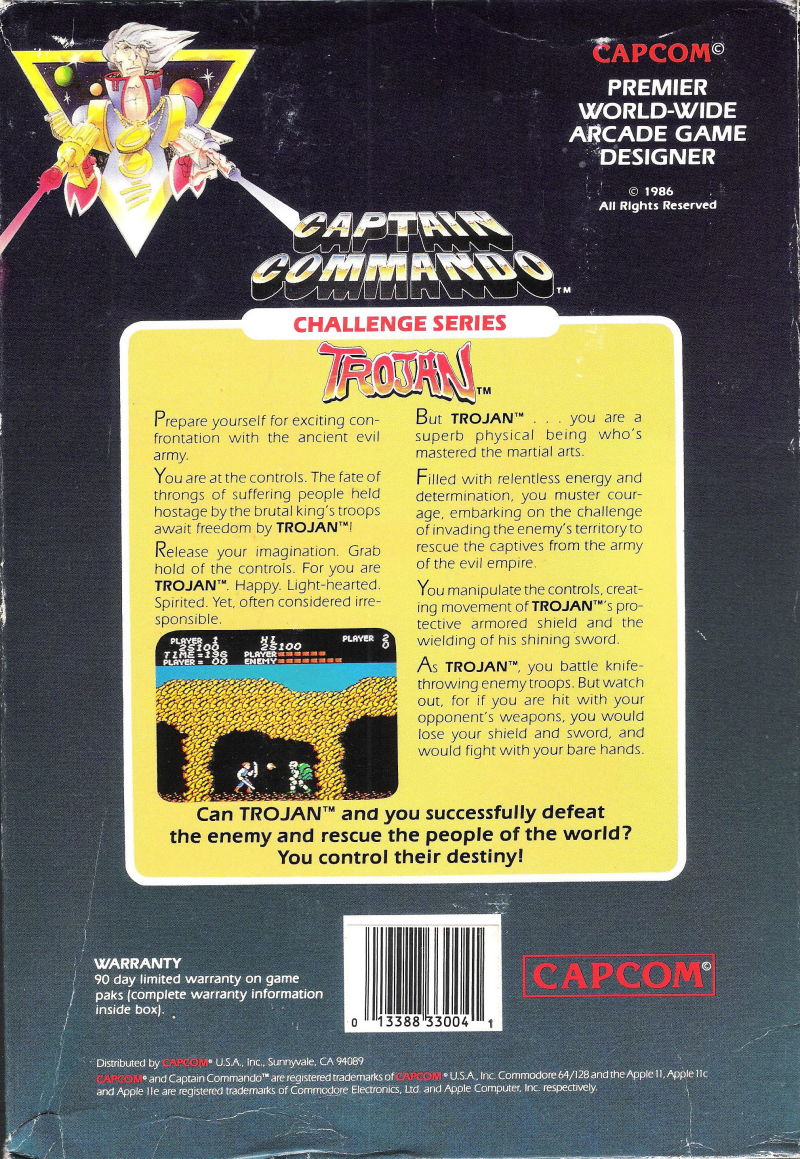 CAPCOM©
PREMIER
WORLD-WIDE
ARCADE GAME
DESIGNER
© 1986
All Rights Reserved
CAPTAIN
COMMANDO™
CHALLENGE SERIES
TROJAN™
Prepare yourself for exciting con-
frontation with the ancient evil
army.
You are at the controls. The fate of
throngs of suffering people held
hostage by the brutal king's troops
await freedom by TROJAN™!
Release your imagination. Grab
hold of the controls. For you are
TROJAN™. Happy. Light-hearted.
Spirited. Yet, often considered irre-
sponsible.
PLAYER 1 HI PLAYER 2
25100 25100 0
TIME=196 PLAYER
PLAYER= 00 ENEMY
But TROJAN™ . . . you are a
superb physical being who's
mastered the martial arts.
Filled with relentless energy and
determination, you muster cour-
age, embarking on the challenge
of invading the enemy's territory to
rescue the captives from the army
of the evil empire.
You manipulate the controls, creat-
ing movement of TROJAN™'s pro-
tective armored shield and the
wielding of his shining sword.
As TROJAN™, you battle knife-
throwing enemy troops. But watch
out, for if you are hit with your
opponent's weapons, you would
lose your shield and sword, and
would fight with your bare hands.
Can TROJAN™ and you successfully defeat
the enemy and rescue the people of the world?
You control their destiny!
WARRANTY
90 day limited warranty on game
paks (complete warranty information
inside box).
0 13388 33004 1
CAPCOM©
Distributed by CAPCOM® U.S.A., Inc., Sunnyvale, CA 94089
CAPCOM® and Captain Commando™ are registered trademarks of CAPCOM® U.S.A., Inc. Commodore 64/128 and the Apple II, Apple IIc
and Apple IIe are registered trademarks of Commodore Electronics, Ltd. and Apple Computer, Inc. respectively.